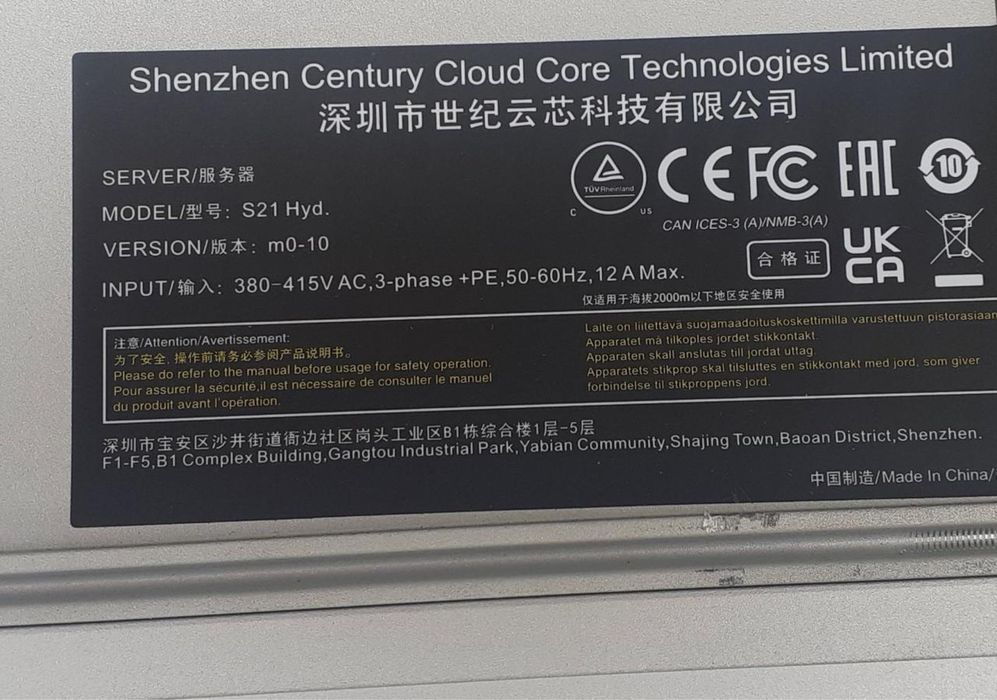 Shenzhen Century Cloud Core Technologies Limited
深圳市世纪云芯科技有限公司
SERVER/服务器
MODEL/型号: S21 Hyd.
VERSION/版本: m0-10
INPUT/输入: 380-415V AC,3-phase +PE,50-60Hz,12 A Max.
TÜVRheinland
C US
CE FC EAC 10
CAN ICES-3 (A)/NMB-3(A)
合格证
UK
CA
仅适用于海拔2000m以下地区安全使用
注意/Attention/Avertissement:
为了安全, 操作前请务必参阅产品说明书。
Please do refer to the manual before usage for safety operation.
Pour assurer la sécurité,il est nécessaire de consulter le manuel
du produit avant l'opération.
Laite on liitettävä suojamaadoituskoskettimilla varustettuun pistorasiaan
Apparatet må tilkoples jordet stikkontakt.
Apparaten skall anslutas till jordat uttag.
Apparatets stikprop skal tilsluttes en stikkontakt med jord, som giver
forbindelse til stikproppens jord.
深圳市宝安区沙井街道衙边社区岗头工业区B1栋综合楼1层-5层
F1-F5,B1 Complex Building,Gangtou Industrial Park,Yabian Community,Shajing Town,Baoan District,Shenzhen.
中国制造/Made In China/